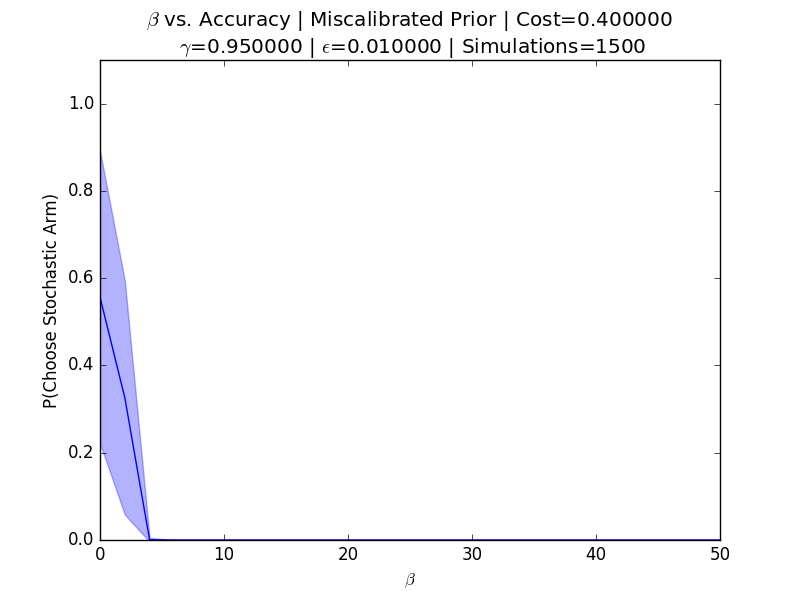 β vs. Accuracy | Miscalibrated Prior | Cost=0.400000
γ=0.950000 | ϵ=0.010000 | Simulations=1500
P(Choose Stochastic Arm)
1.0
0.8
0.6
0.4
0.2
0.0
0 10 20 30 40 50
β